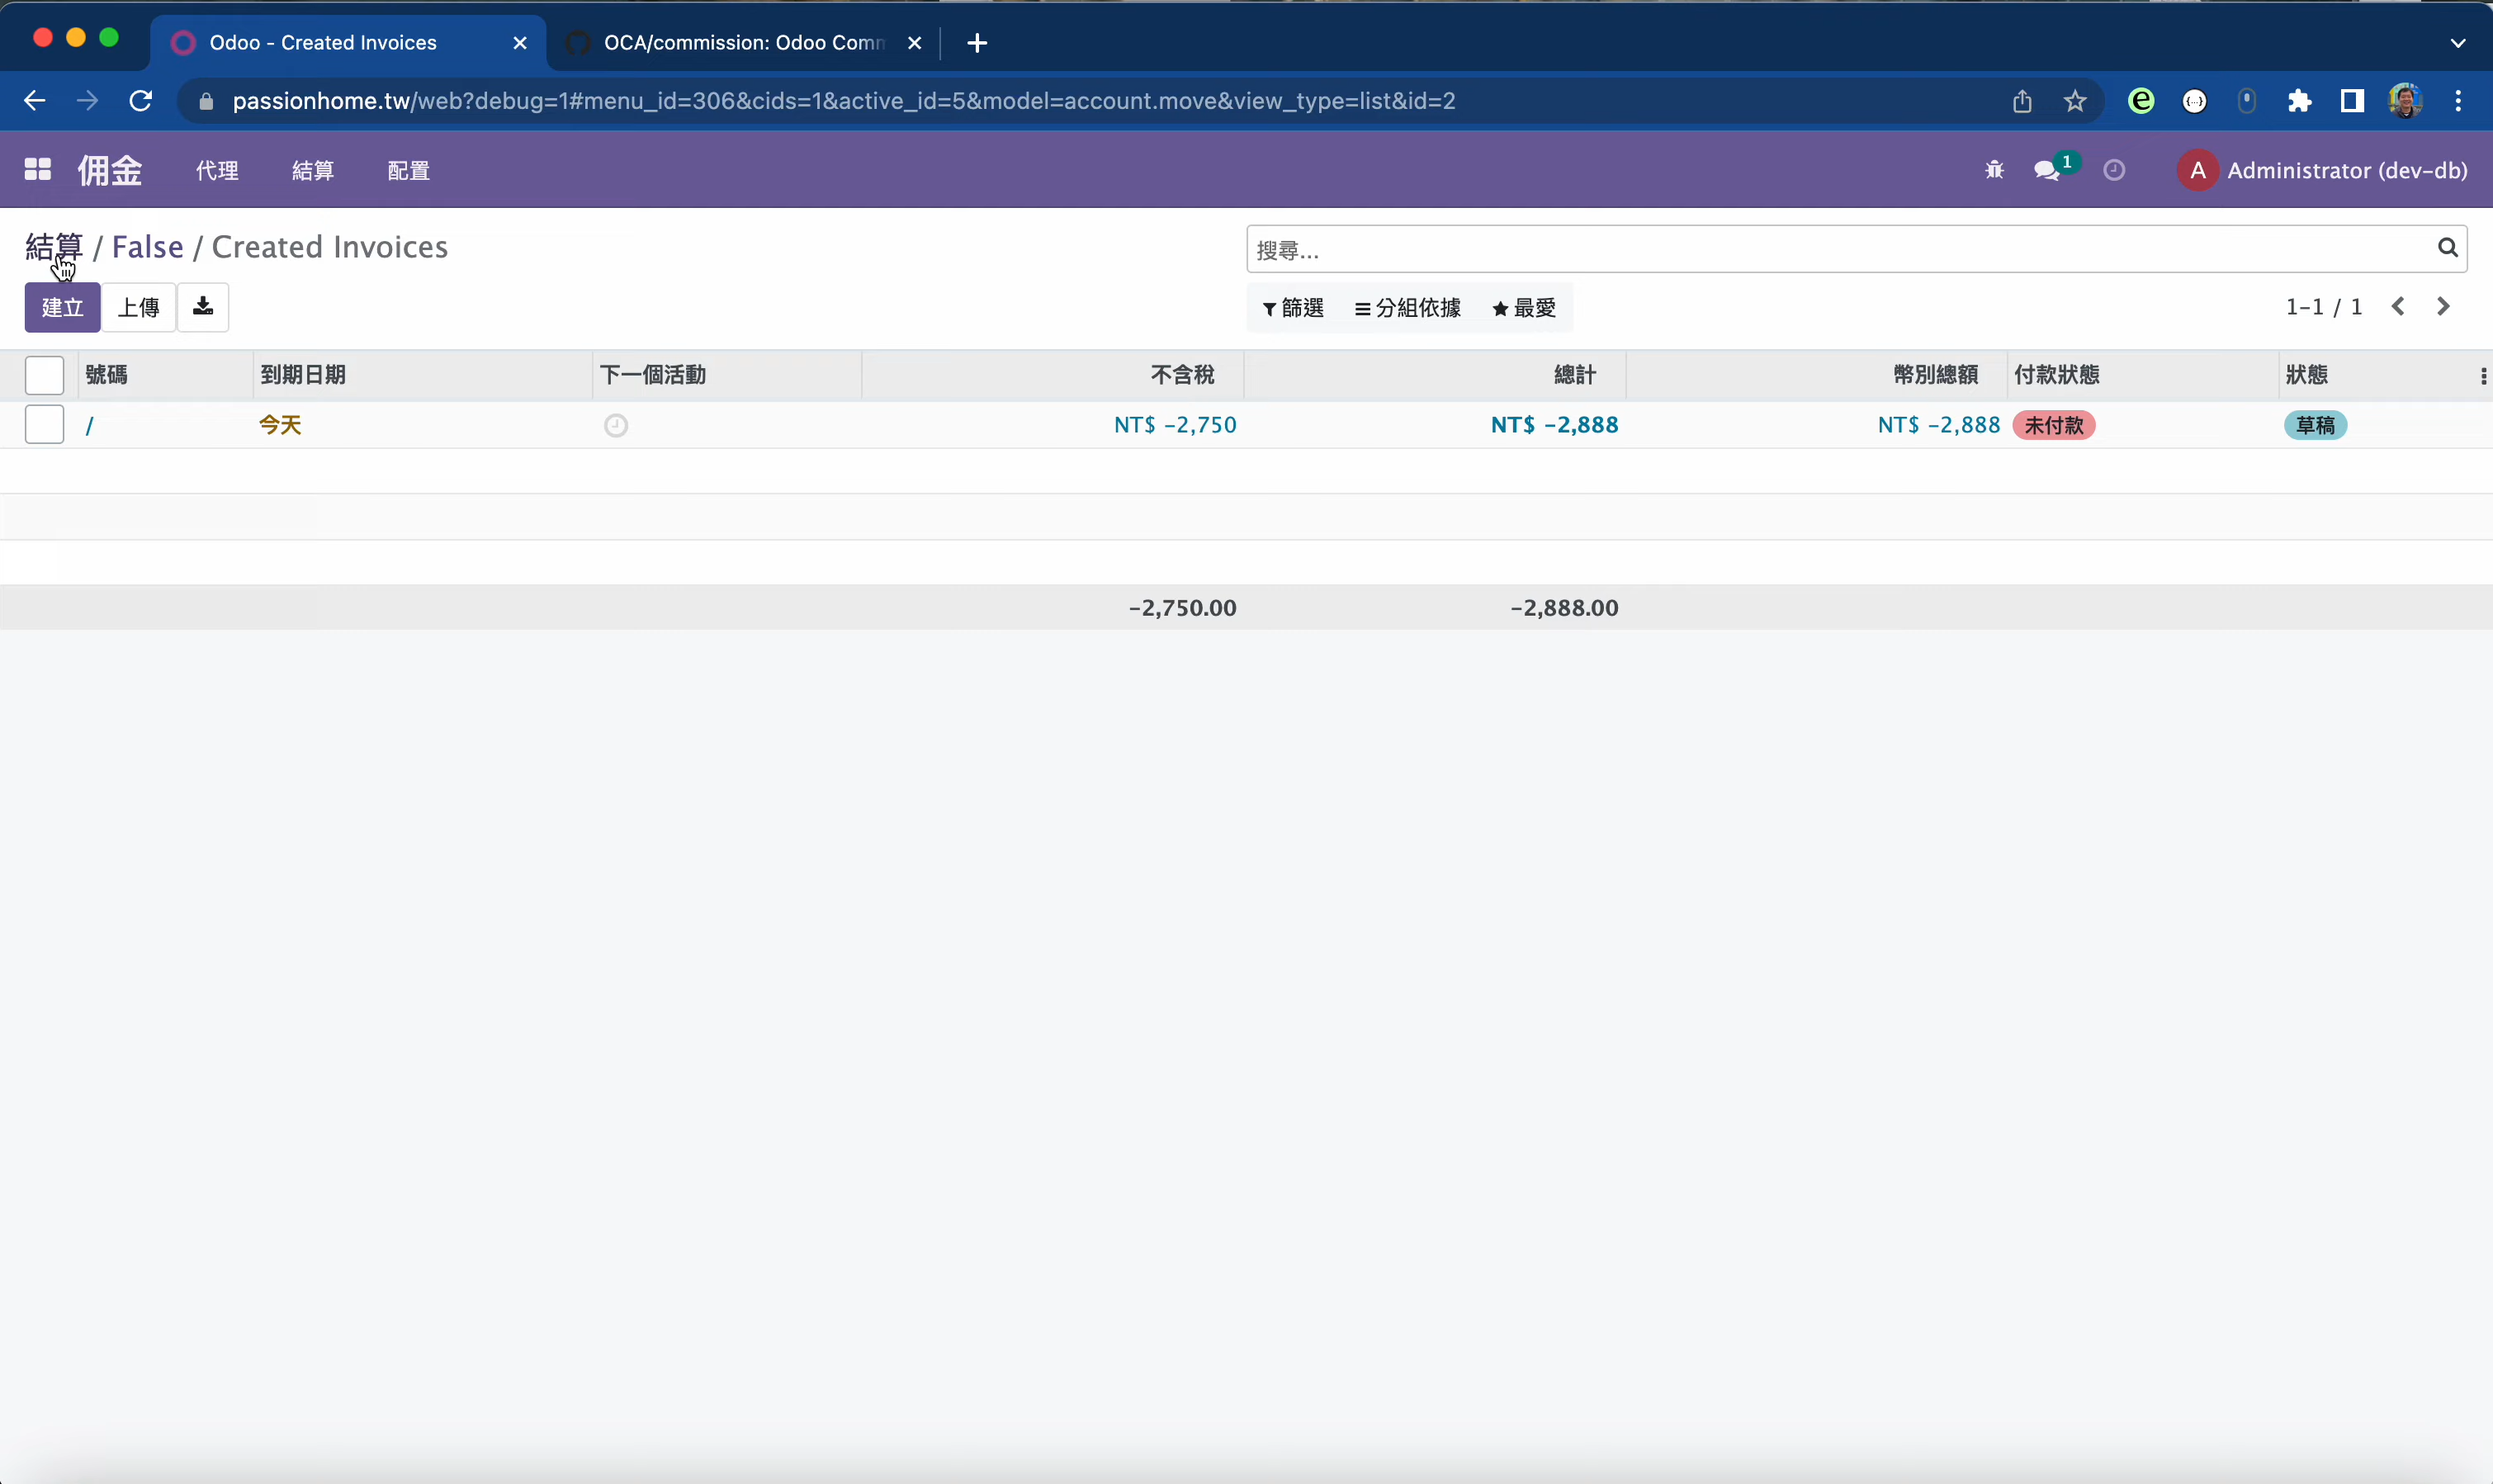 Odoo - Created Invoices
OCA/commission: Odoo Comm
passionhome.tw/web?debug=1#menu_id=306&cids=1&active_id=5&model=account.move&view_type=list&id=2
佣金 代理 結算 配置 1 A Administrator (dev-db)
結算 / False / Created Invoices
搜尋...
建立 上傳
篩選 分組依據 最愛 1-1 / 1
號碼 到期日期 下一個活動 不含稅 總計 幣別總額 付款狀態 狀態
/ 今天 NT$ -2,750 NT$ -2,888 NT$ -2,888 未付款 草稿
-2,750.00 -2,888.00